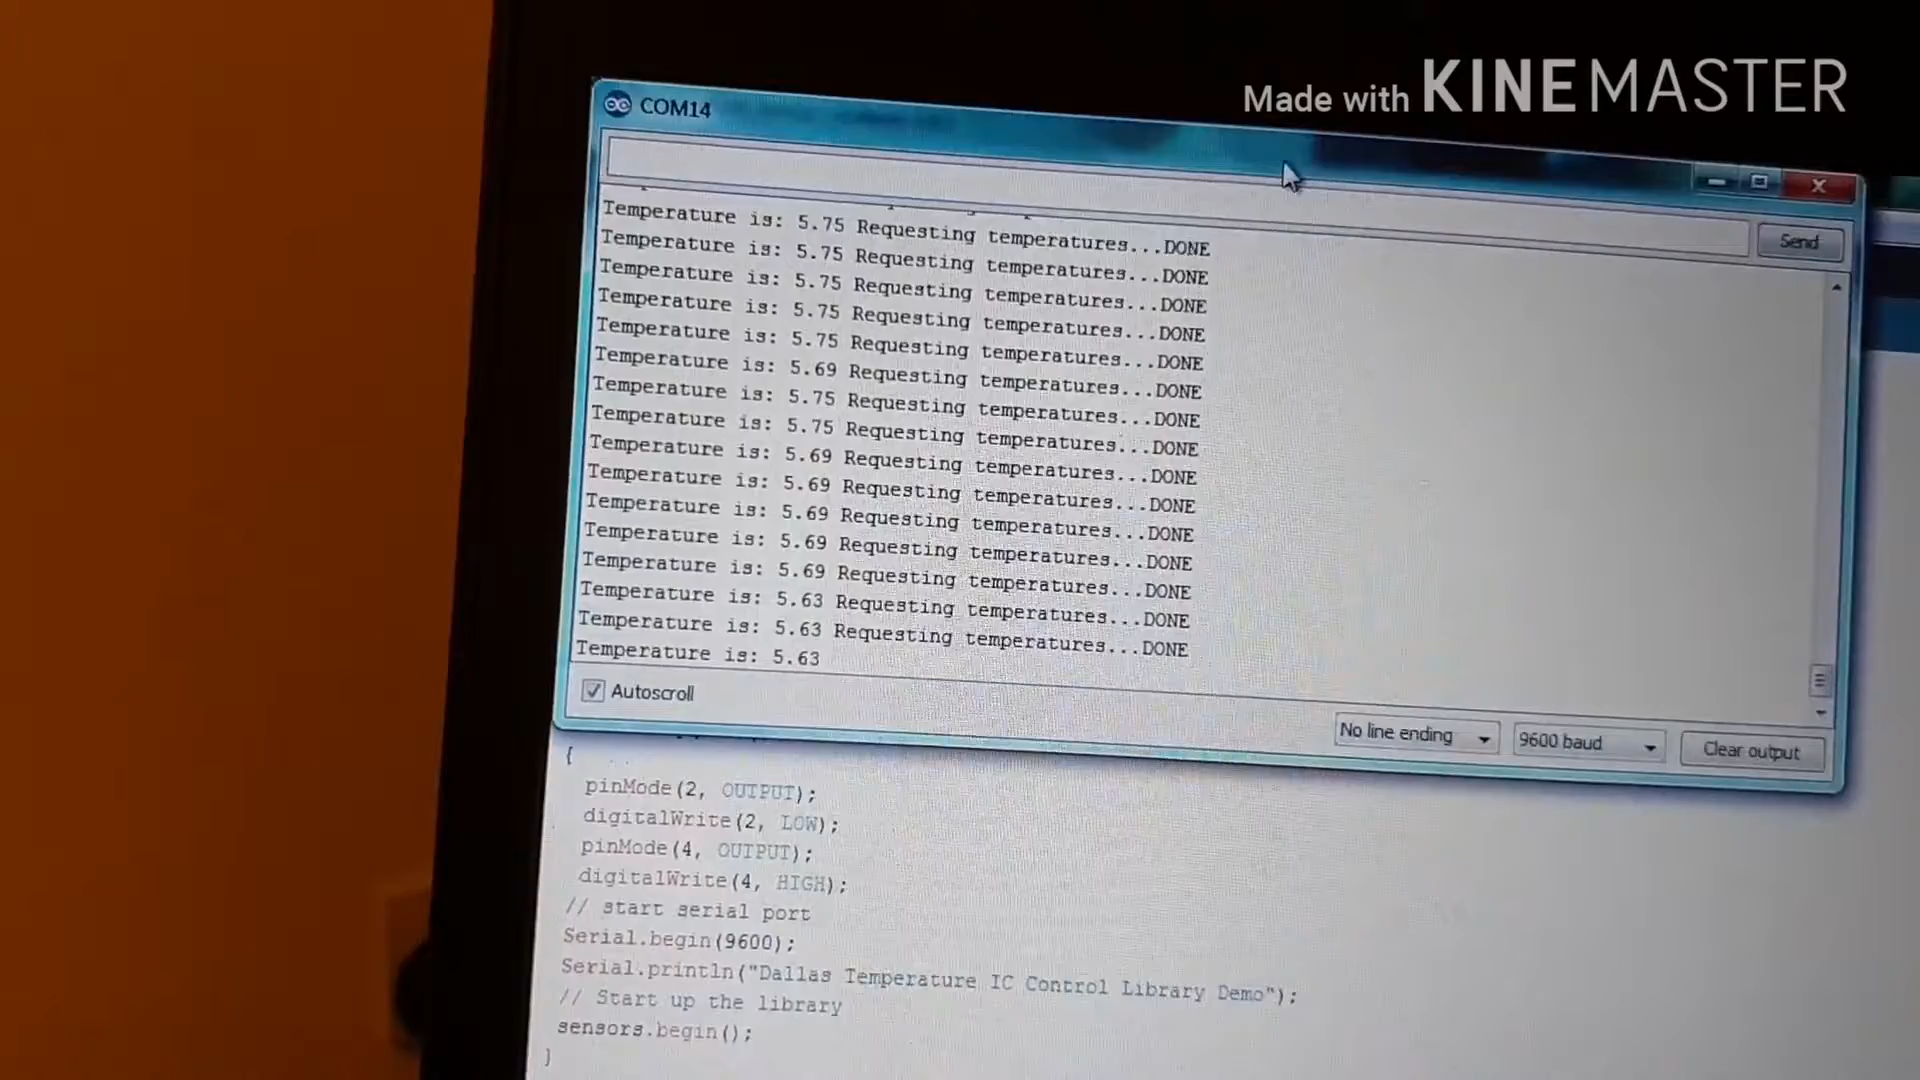 Made with KINEMASTER
COM14
Send
Temperature is: 5.75 Requesting temperatures...DONE
Temperature is: 5.75 Requesting temperatures...DONE
Temperature is: 5.75 Requesting temperatures...DONE
Temperature is: 5.75 Requesting temperatures...DONE
Temperature is: 5.75 Requesting temperatures...DONE
Temperature is: 5.69 Requesting temperatures...DONE
Temperature is: 5.75 Requesting temperatures...DONE
Temperature is: 5.75 Requesting temperatures...DONE
Temperature is: 5.69 Requesting temperatures...DONE
Temperature is: 5.69 Requesting temperatures...DONE
Temperature is: 5.69 Requesting temperatures...DONE
Temperature is: 5.69 Requesting temperatures...DONE
Temperature is: 5.69 Requesting temperatures...DONE
Temperature is: 5.63 Requesting temperatures...DONE
Temperature is: 5.63 Requesting temperatures...DONE
Temperature is: 5.63
Autoscroll
No line ending
9600 baud
Clear output
{
pinMode(2, OUTPUT);
digitalWrite(2, LOW);
pinMode(4, OUTPUT);
digitalWrite(4, HIGH);
// start serial port
Serial.begin(9600);
Serial.println("Dallas Temperature IC Control Library Demo");
// Start up the library
sensors.begin();
}